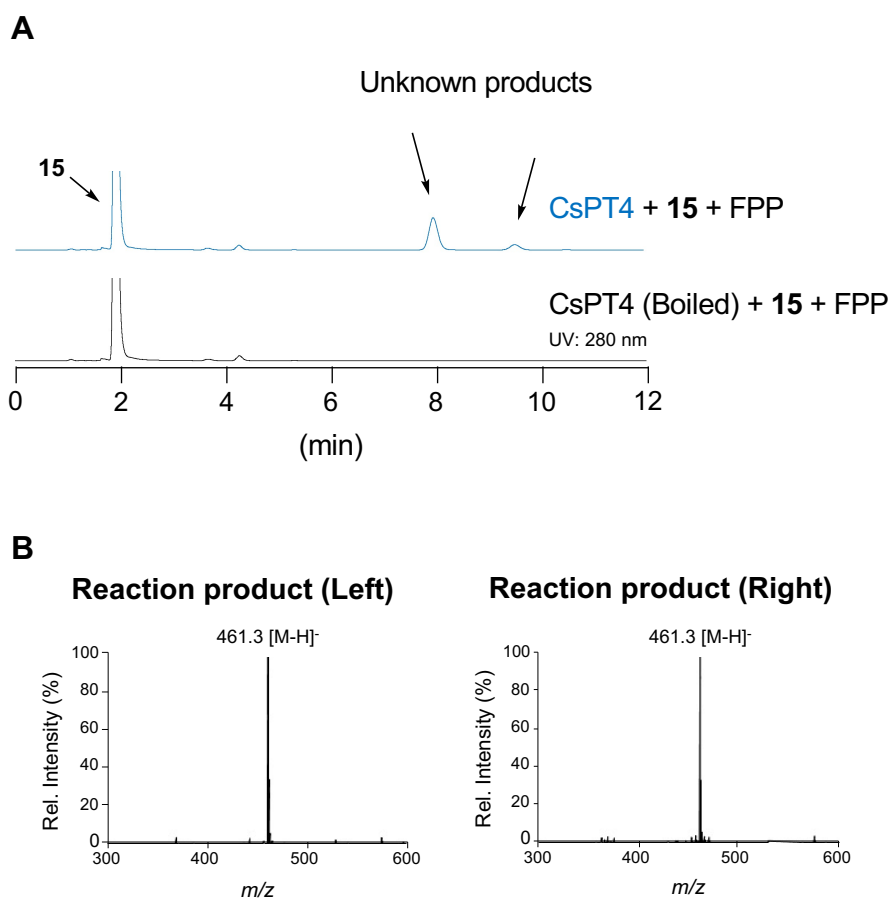 A
Unknown products
15
CsPT4 + 15 + FPP
CsPT4 (Boiled) + 15 + FPP
UV: 280 nm
0 2 4 6 8 10 12
(min)
B
Reaction product (Left)
461.3 [M-H]-
100
80
60
40
20
0
Rel. Intensity (%)
300 400 500 600
m/z
Reaction product (Right)
461.3 [M-H]-
100
80
60
40
20
0
Rel. Intensity (%)
300 400 500 600
m/z